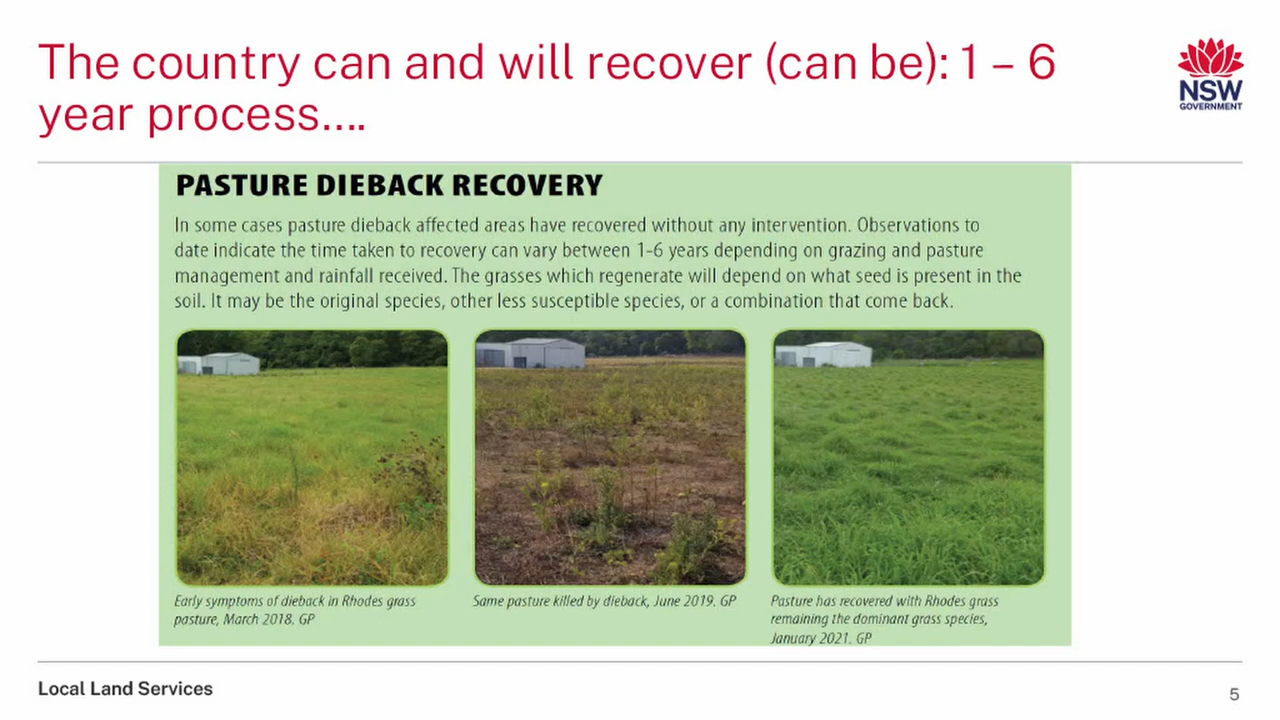 The country can and will recover (can be): 1 – 6
year process....
NSW
GOVERNMENT
PASTURE DIEBACK RECOVERY
In some cases pasture dieback affected areas have recovered without any intervention. Observations to
date indicate the time taken to recovery can vary between 1-6 years depending on grazing and pasture
management and rainfall received. The grasses which regenerate will depend on what seed is present in the
soil. It may be the original species, other less susceptible species, or a combination that come back.
Early symptoms of dieback in Rhodes grass
pasture, March 2018. GP
Same pasture killed by dieback, June 2019. GP
Pasture has recovered with Rhodes grass
remaining the dominant grass species,
January 2021. GP
Local Land Services
5